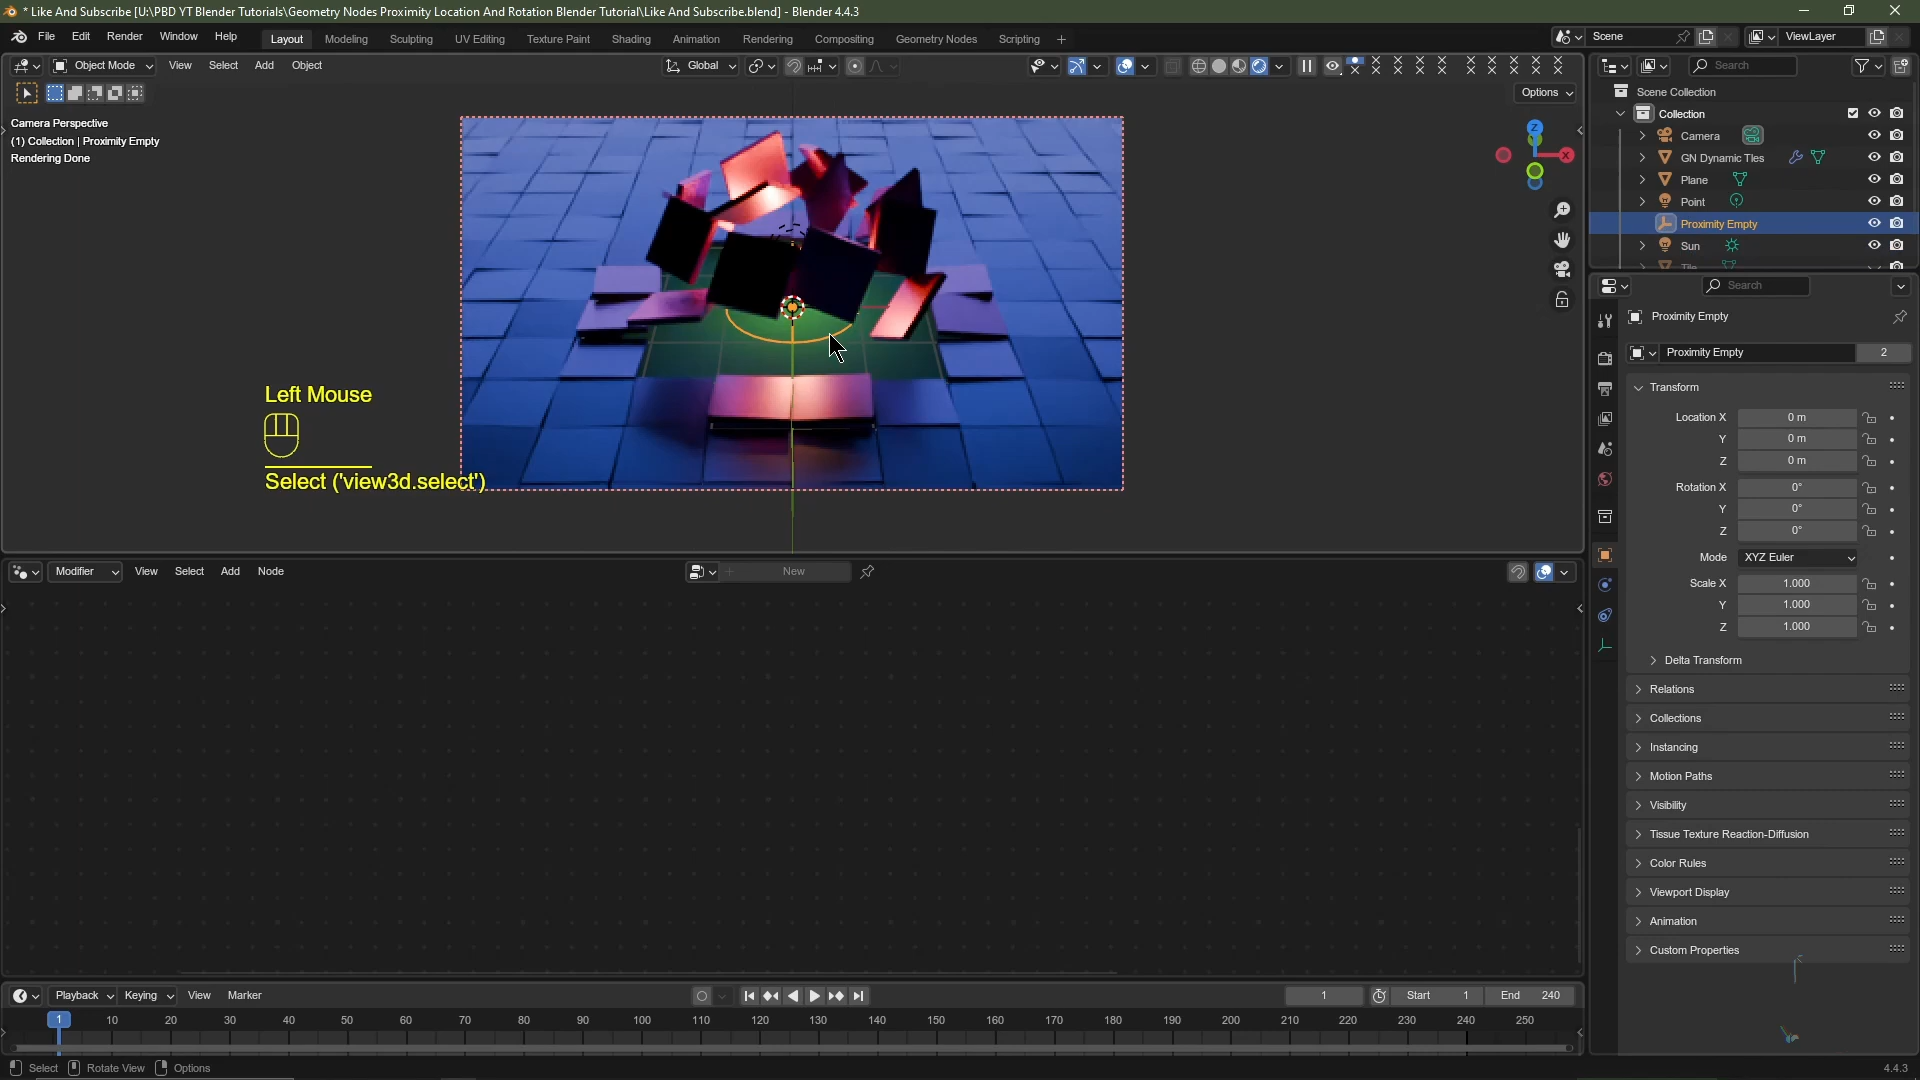 * Like And Subscribe [U:\PBD YT Blender Tutorials\Geometry Nodes Proximity Location And Rotation Blender Tutorial\Like And Subscribe.blend] - Blender 4.4.3
File Edit Render Window Help Layout Modeling Sculpting UV Editing Texture Paint Shading Animation Rendering Compositing Geometry Nodes Scripting + Scene ViewLayer
Object Mode View Select Add Object Global Search
Options
Camera Perspective
(1) Collection | Proximity Empty
Rendering Done
Z
X
Left Mouse
Select ('view3d.select')
Scene Collection
Collection
Camera
GN Dynamic Tles
Plane
Point
Proximity Empty
Sun
Tile
Search
Proximity Empty
Proximity Empty 2
Transform
Location X 0 m
Y 0 m
Z 0 m
Rotation X 0°
Y 0°
Z 0°
Mode XYZ Euler
Scale X 1.000
Y 1.000
Z 1.000
Delta Transform
Relations
Collections
Instancing
Motion Paths
Visibility
Tissue Texture Reaction-Diffusion
Color Rules
Viewport Display
Animation
Custom Properties
Modifier View Select Add Node New
Playback Keying View Marker 1 Start 1 End 240
1 10 20 30 40 50 60 70 80 90 100 110 120 130 140 150 160 170 180 190 200 210 220 230 240 250
Select Rotate View Options 4.4.3